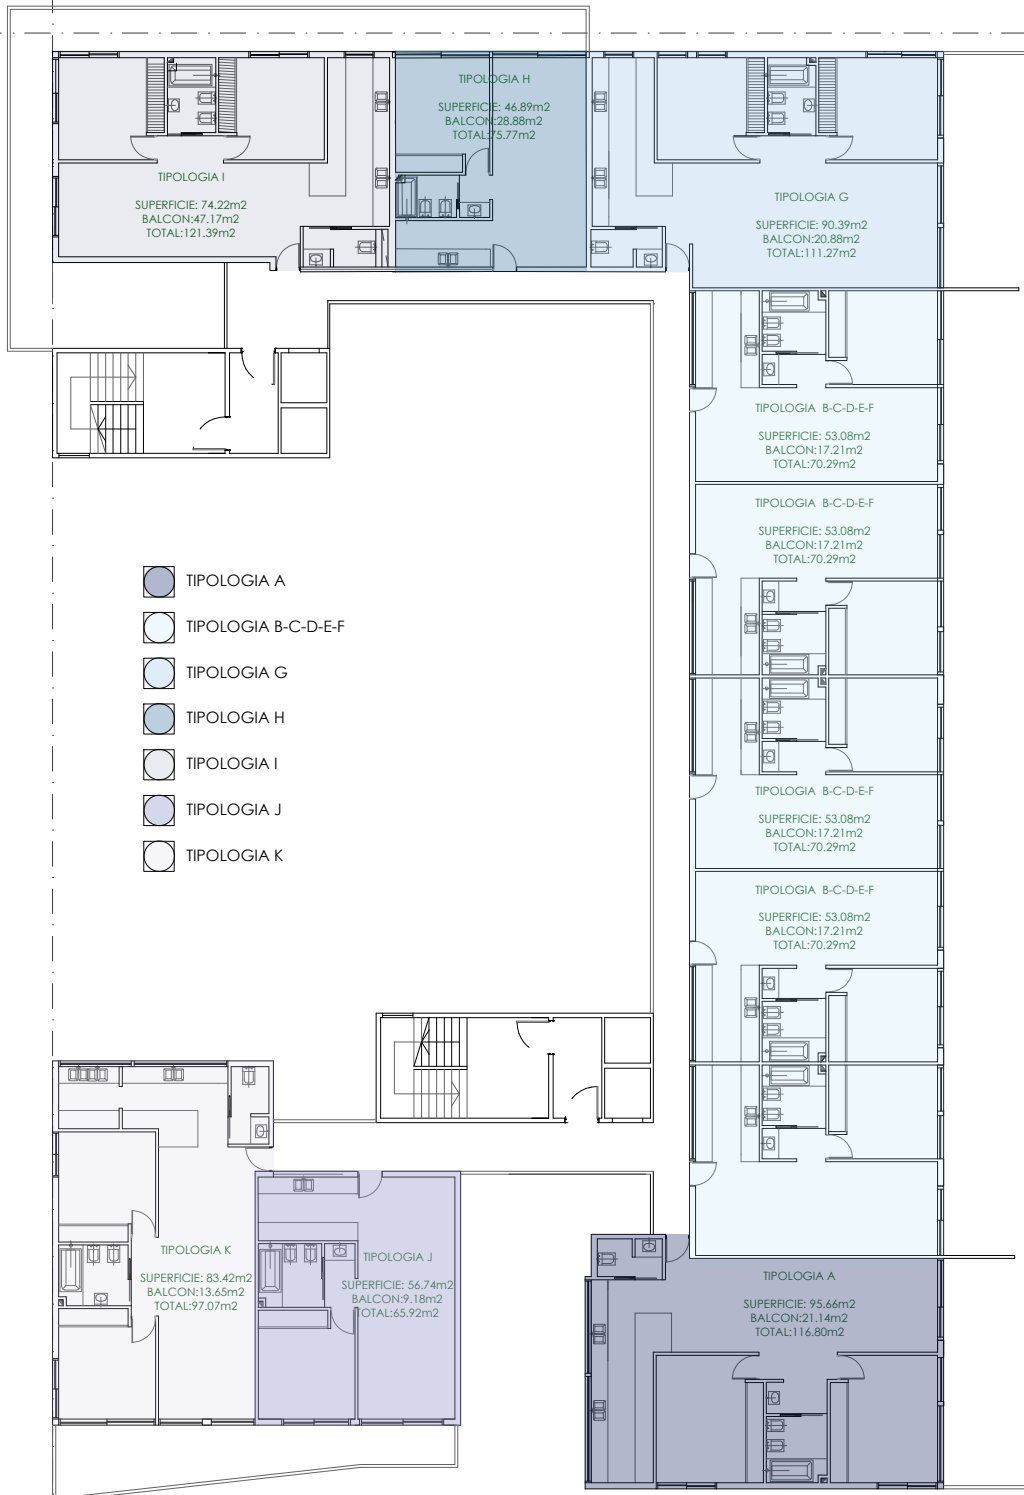 TIPOLOGIA H
SUPERFICIE: 46.89m2
BALCON:28.88m2
TOTAL:75.77m2
TIPOLOGIA I
SUPERFICIE: 74.22m2
BALCON:47.17m2
TOTAL:121.39m2
TIPOLOGIA G
SUPERFICIE: 90.39m2
BALCON:20.88m2
TOTAL:111.27m2
TIPOLOGIA B-C-D-E-F
SUPERFICIE: 53.08m2
BALCON:17.21m2
TOTAL:70.29m2
TIPOLOGIA B-C-D-E-F
SUPERFICIE: 53.08m2
BALCON:17.21m2
TOTAL:70.29m2
TIPOLOGIA A
TIPOLOGIA B-C-D-E-F
TIPOLOGIA G
TIPOLOGIA H
TIPOLOGIA I
TIPOLOGIA J
TIPOLOGIA K
TIPOLOGIA B-C-D-E-F
SUPERFICIE: 53.08m2
BALCON:17.21m2
TOTAL:70.29m2
TIPOLOGIA B-C-D-E-F
SUPERFICIE: 53.08m2
BALCON:17.21m2
TOTAL:70.29m2
TIPOLOGIA K
SUPERFICIE: 83.42m2
BALCON:13.65m2
TOTAL:97.07m2
TIPOLOGIA J
SUPERFICIE: 56.74m2
BALCON:9.18m2
TOTAL:65.92m2
TIPOLOGIA A
SUPERFICIE: 95.66m2
BALCON:21.14m2
TOTAL:116.80m2